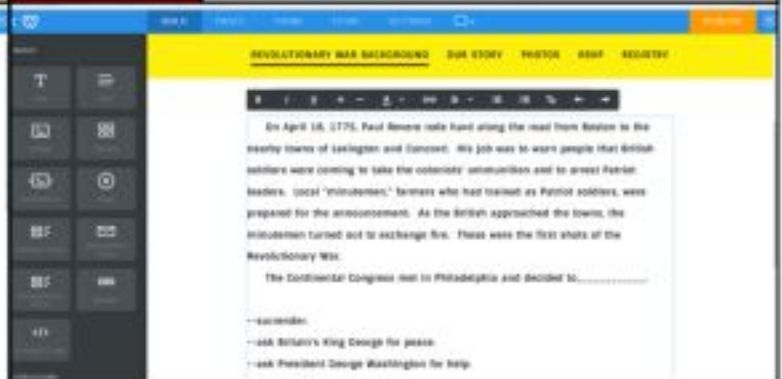 BUILD
PUBLISH
REVOLUTIONARY WAR BACKGROUND OUR STORY PHOTOS RSVP REGISTRY
On April 18, 1775, Paul Revere rode hard along the road from Boston to the
nearby towns of Lexington and Concord. His job was to warn people that British
soldiers were coming to take the colonists' ammunition and to arrest Patriot
leaders. Local "minutemen," farmers who had trained as Patriot soldiers, were
prepared for the announcement. As the British approached the towns, the
minutemen turned out to exchange fire. These were the first shots of the
Revolutionary War.
The Continental Congress met in Philadelphia and decided to_____________.
--surrender.
--ask Britain's King George for peace.
--ask President George Washington for help.